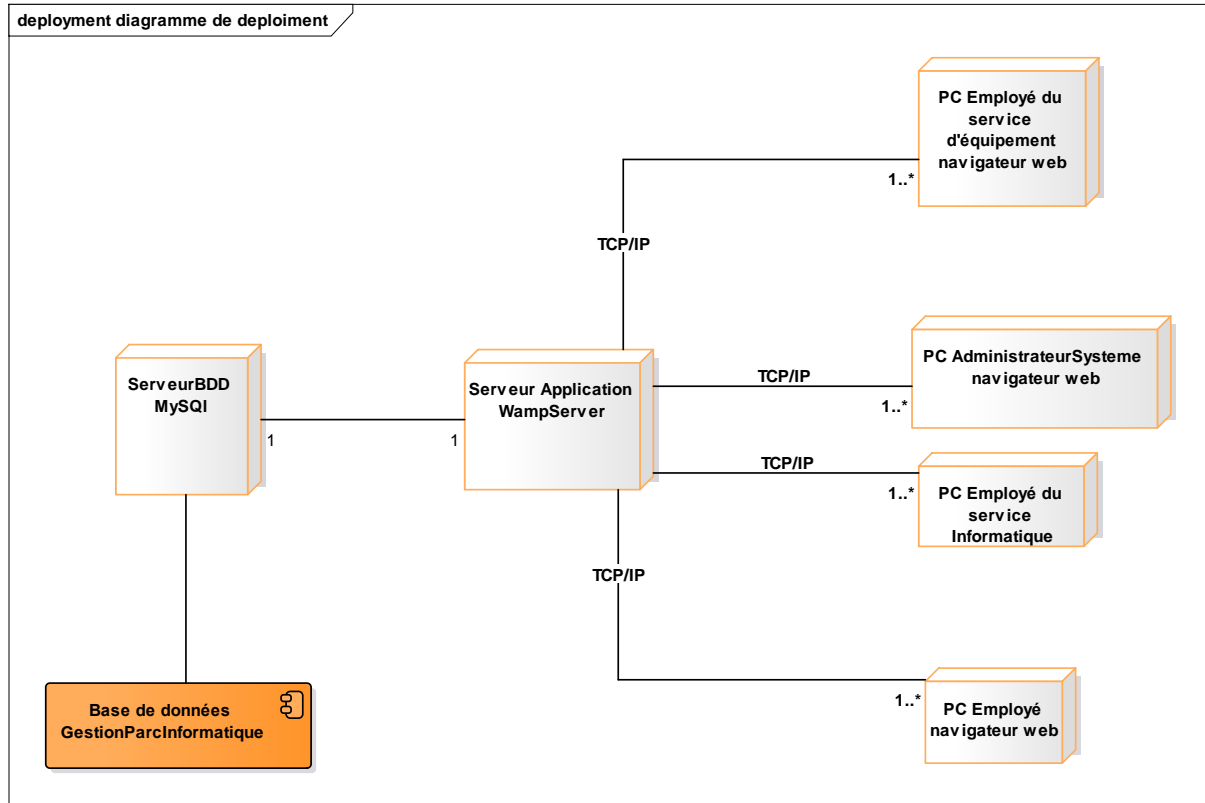 deployment diagramme de deploiment
PC Employé du
service
d'équipement
navigateur web
1..*
TCP/IP
PC AdministrateurSysteme
navigateur web
TCP/IP
1..*
ServeurBDD
MySQl
1
1
Serveur Application
WampServer
TCP/IP
1..*
PC Employé du
service
Informatique
TCP/IP
1..*
PC Employé
navigateur web
Base de données
GestionParcInformatique